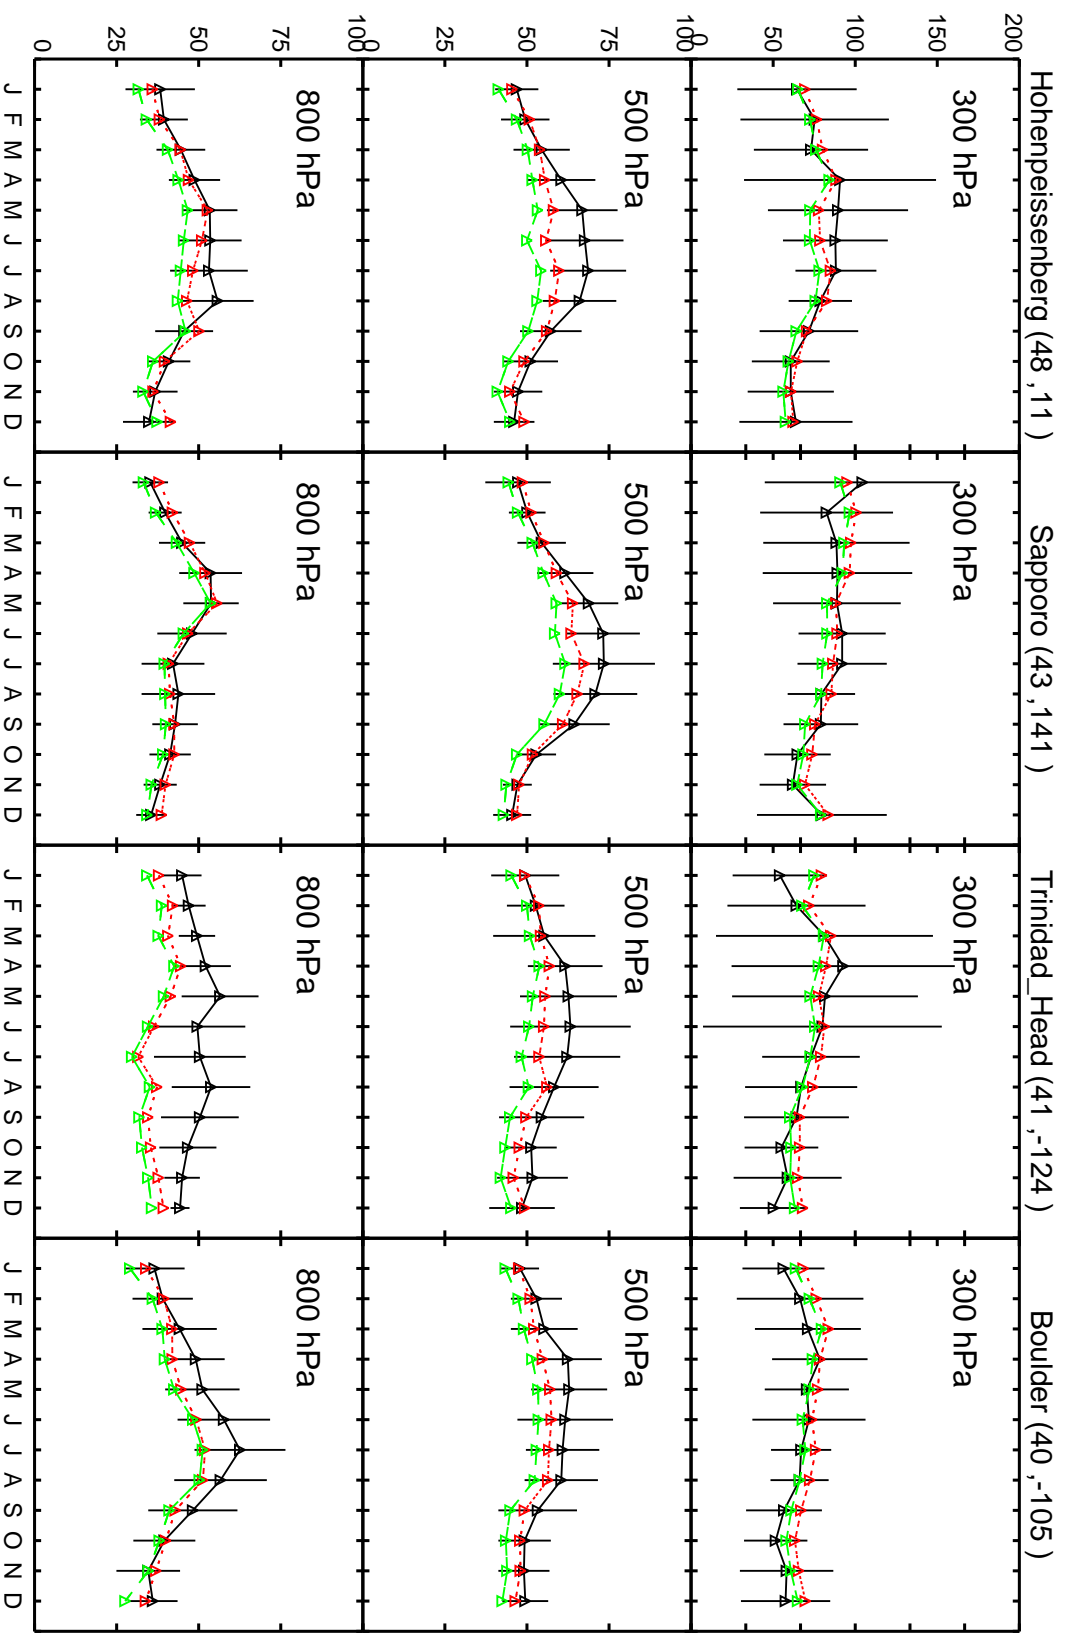 Hohenpeissenberg (48 ,11 )
Sapporo (43 ,141 )
Trinidad_Head (41 ,-124 )
Boulder (40 ,-105 )
200
150
100
50
0
300 hPa
300 hPa
300 hPa
300 hPa
100
75
50
25
0
500 hPa
500 hPa
500 hPa
500 hPa
100
75
50
25
0
800 hPa
800 hPa
800 hPa
800 hPa
J F M A M J J A S O N D
J F M A M J J A S O N D
J F M A M J J A S O N D
J F M A M J J A S O N D